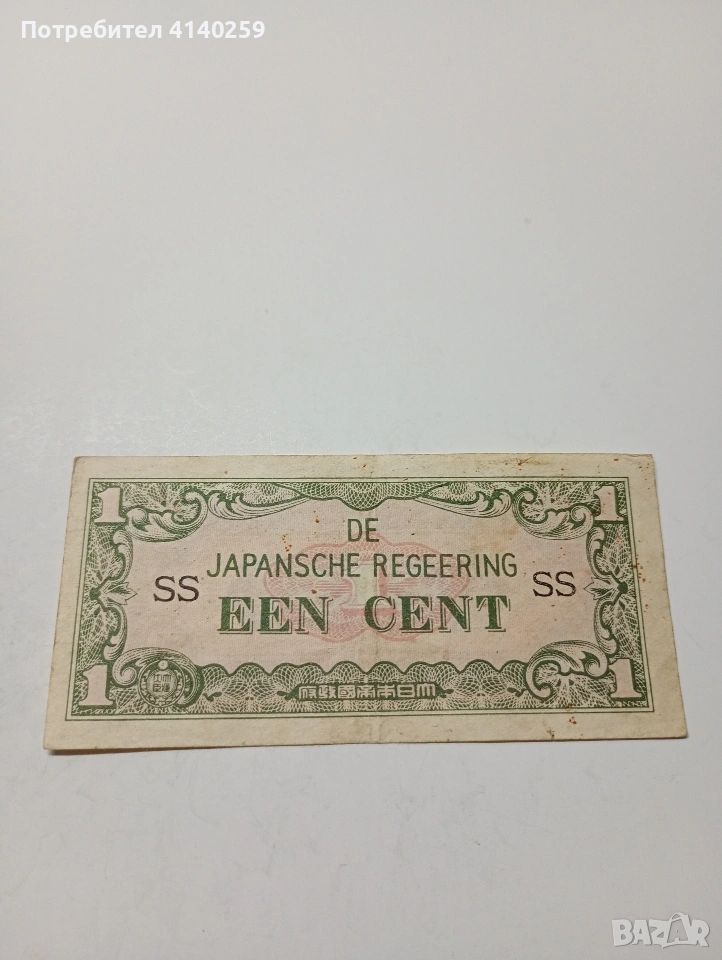 Потребител 4140259
1 1
DE
JAPANSCHE REGEERING
SS SS
EEN CENT
1 1
府政國帝本日大
BAZAR